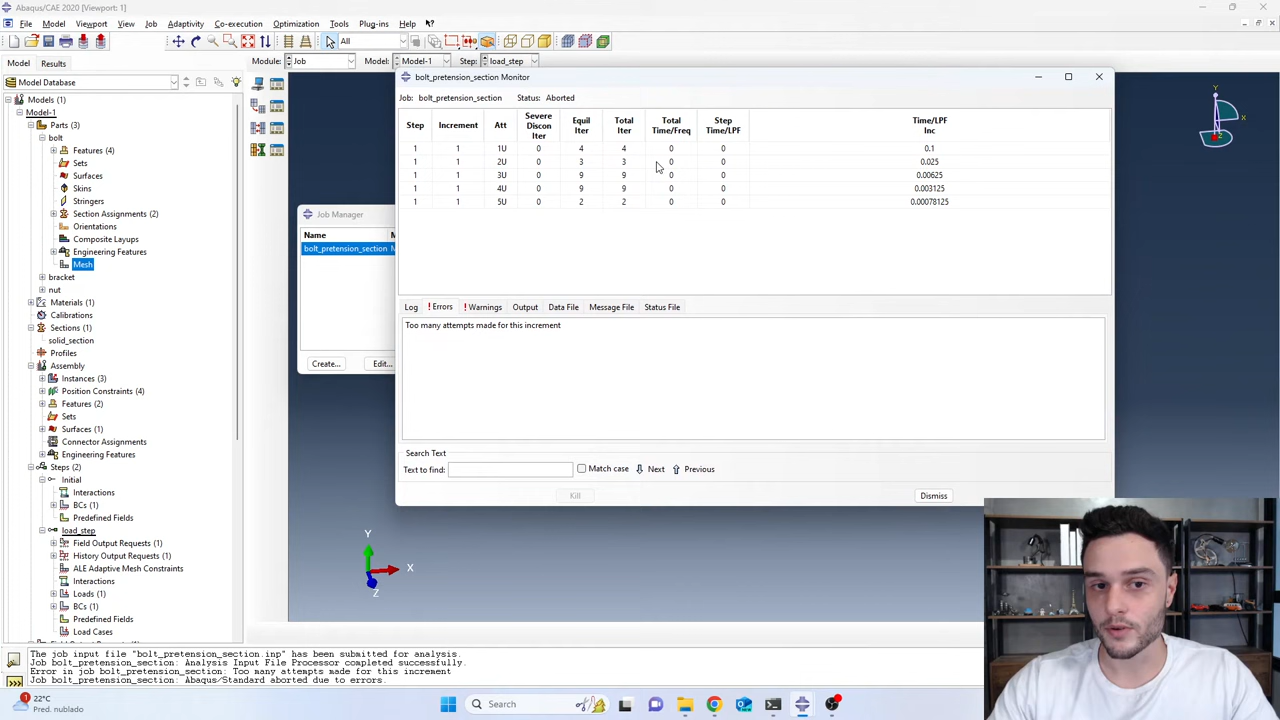 Abaqus/CAE 2020 [Viewport: 1]
File Model Viewport View Job Adaptivity Co-execution Optimization Tools Plug-ins Help
All
Model Results Module: Job Model: Model-1 Step: load_step
Model Database
Models (1)
Model-1
Parts (3)
bolt
Features (4)
Sets
Surfaces
Skins
Stringers
Section Assignments (2)
Orientations
Composite Layups
Engineering Features
Mesh
bracket
nut
Materials (1)
Calibrations
Sections (1)
solid_section
Profiles
Assembly
Instances (3)
Position Constraints (4)
Features (2)
Sets
Surfaces (1)
Connector Assignments
Engineering Features
Steps (2)
Initial
Interactions
BCs (1)
Predefined Fields
load_step
Field Output Requests (1)
History Output Requests (1)
ALE Adaptive Mesh Constraints
Interactions
Loads (1)
BCs (1)
Predefined Fields
Load Cases
Job Manager
Name
bolt_pretension_section
Create... Edit...
bolt_pretension_section Monitor
Job: bolt_pretension_section Status: Aborted
Step Increment Att Severe Discon Iter Equil Iter Total Iter Total Time/Freq Step Time/LPF Time/LPF Inc
1 1 1U 0 4 4 0 0 0.1
1 1 2U 0 3 3 0 0 0.025
1 1 3U 0 9 9 0 0 0.00625
1 1 4U 0 9 9 0 0 0.003125
1 1 5U 0 2 2 0 0 0.00078125
Log ! Errors ! Warnings Output Data File Message File Status File
Too many attempts made for this increment
Search Text
Text to find: Match case Next Previous
Kill Dismiss
Y
X
Y
X
Z
The job input file "bolt_pretension_section.inp" has been submitted for analysis.
Job bolt_pretension_section: Analysis Input File Processor completed successfully.
Error in job bolt_pretension_section: Too many attempts made for this increment
Job bolt_pretension_section: Abaqus/Standard aborted due to errors.
>>>
1
22°C
Pred. nublado
Search